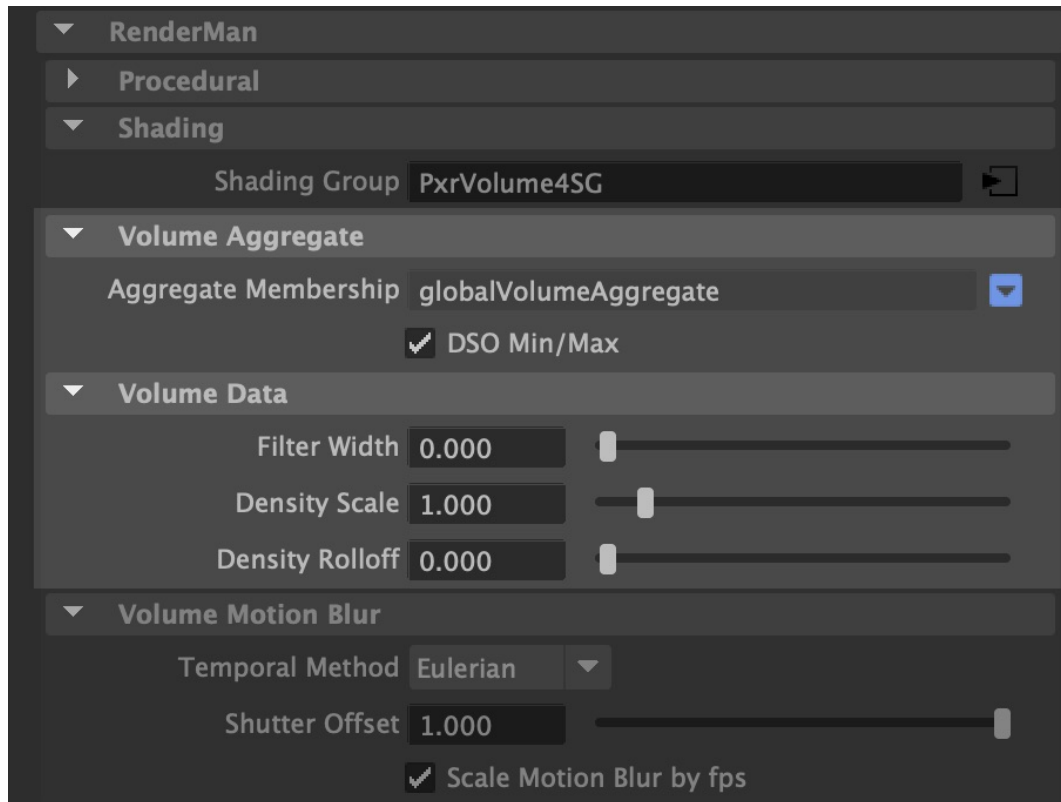 RenderMan
Procedural
Shading
Shading Group PxrVolume4SG
Volume Aggregate
Aggregate Membership globalVolumeAggregate
DSO Min/Max
Volume Data
Filter Width 0.000
Density Scale 1.000
Density Rolloff 0.000
Volume Motion Blur
Temporal Method Eulerian
Shutter Offset 1.000
Scale Motion Blur by fps